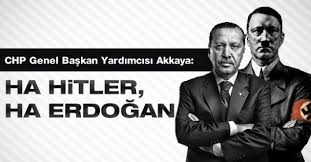 CHP Genel Başkan Yardımcısı Akkaya:
HA HİTLER,
HA ERDOĞAN